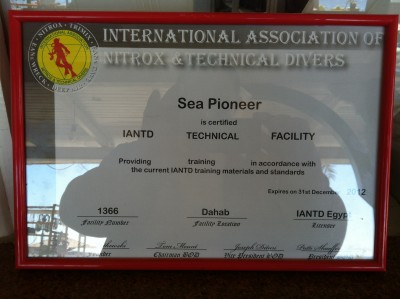 INTERNATIONAL ASSOCIATION OF
NITROX & TECHNICAL DIVERS
Sea Pioneer
is certified
IANTD TECHNICAL FACILITY
Providing training in accordance with
the current IANTD training materials and standards
Expires on 31st December 2012
1366 Dahab IANTD Egypt
Facility Number Facility Location Licensee
Chairman BOD Vice President BOD President